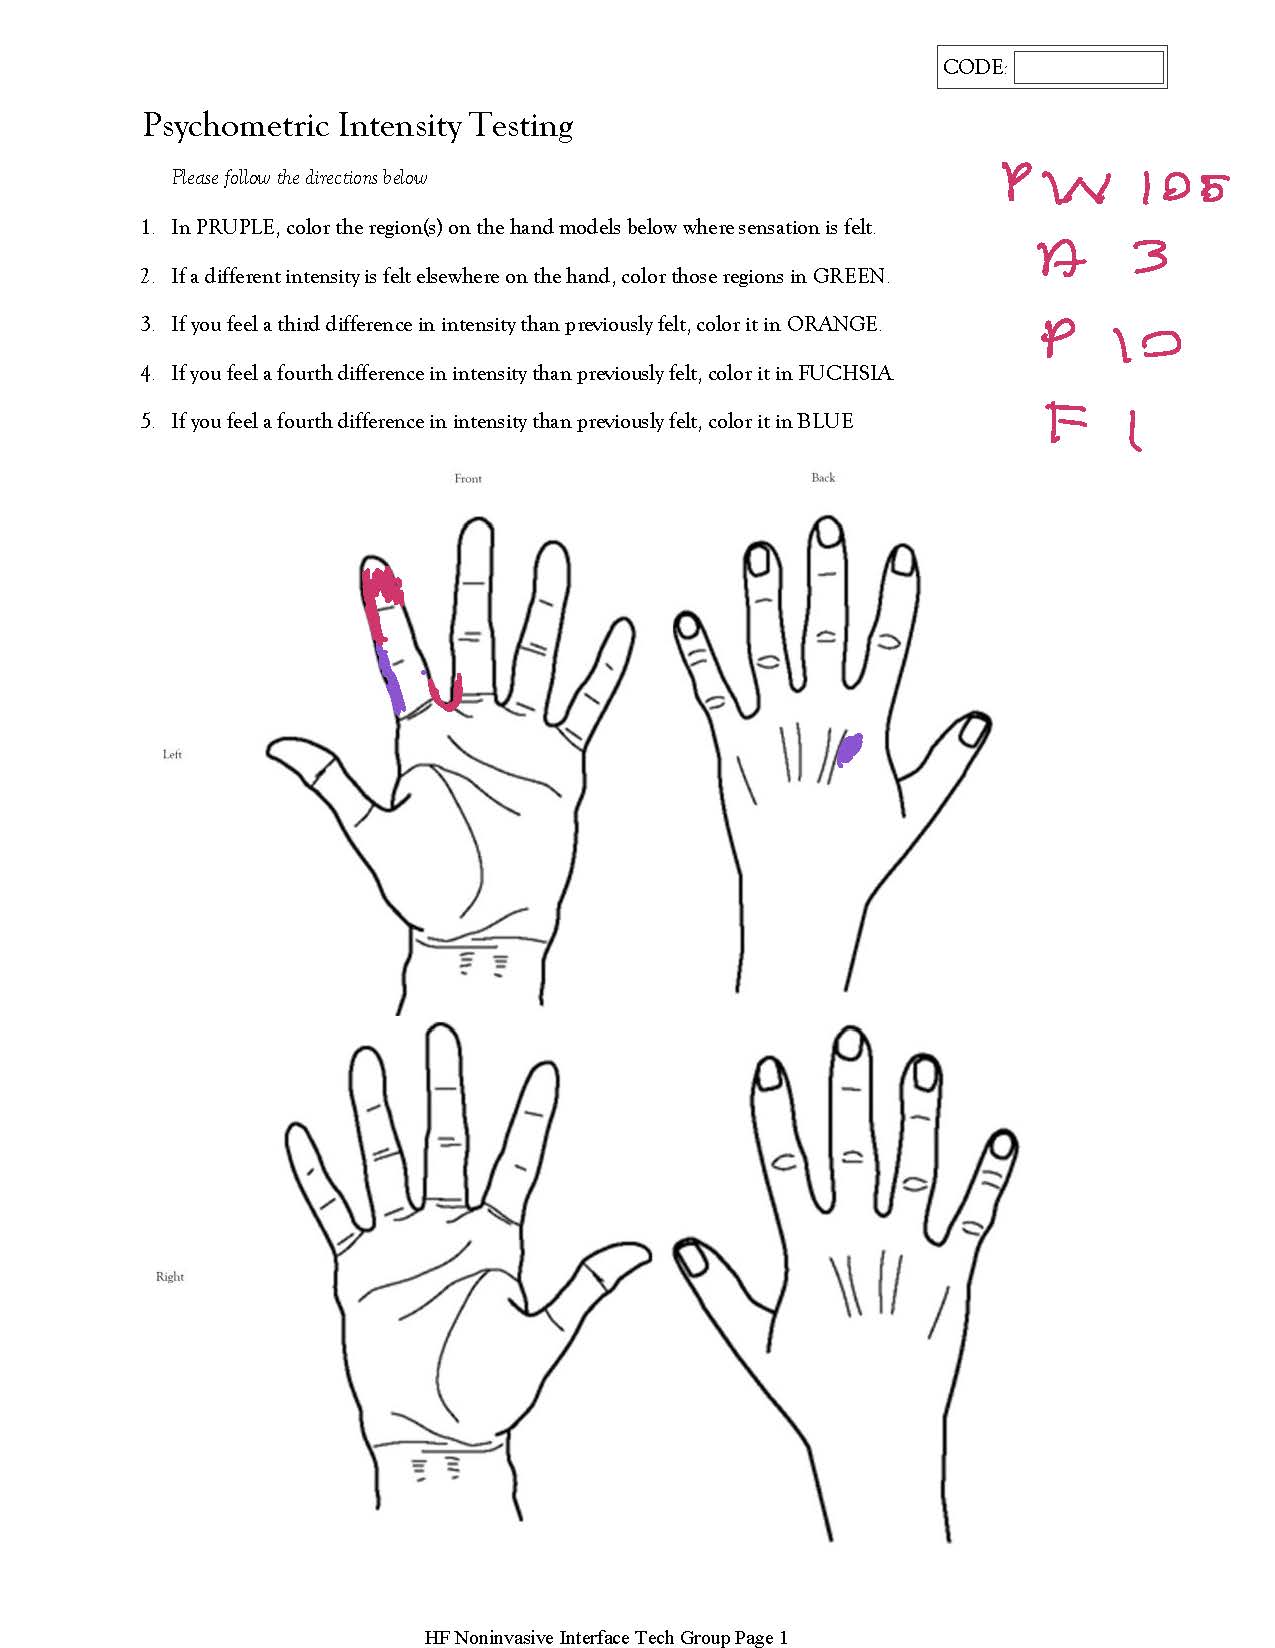 CODE:
Psychometric Intensity Testing
Please follow the directions below
1. In PRUPLE, color the region(s) on the hand models below where sensation is felt.
2. If a different intensity is felt elsewhere on the hand, color those regions in GREEN.
3. If you feel a third difference in intensity than previously felt, color it in ORANGE.
4. If you feel a fourth difference in intensity than previously felt, color it in FUCHSIA.
5. If you feel a fourth difference in intensity than previously felt, color it in BLUE
PW 105
A 3
P 10
F 1
Front
Back
Left
Right
HF Noninvasive Interface Tech Group Page 1